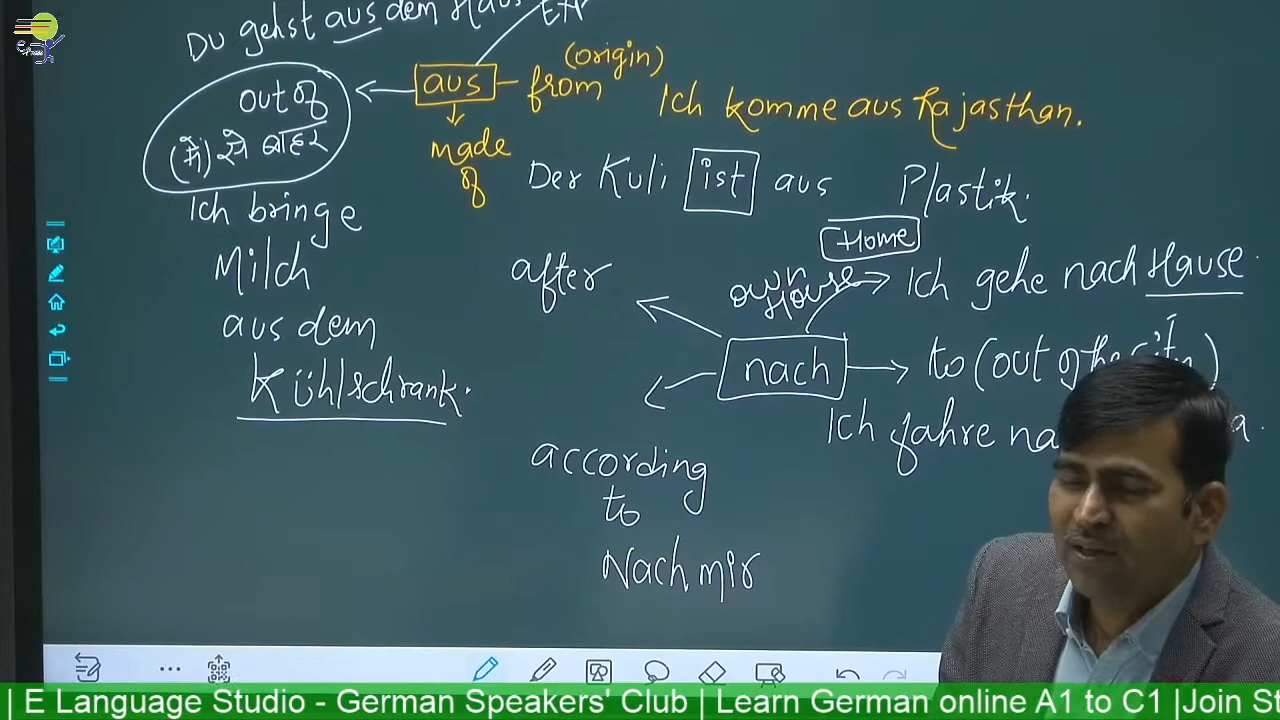 Du gehst aus dem Haus
(origin)
out of
aus
from
Ich komme aus Rajasthan.
(में) से बाहर
made
of
Der Kuli ist aus Plastik.
Ich bringe
Milch
aus dem
Kühlschrank.
Home
after
our
House
Ich gehe nach Hause.
nach
to (out of the city)
Ich fahre
according
to
Nach mir
| E Language Studio - German Speakers' Club | Learn German online A1 to C1 |Join St